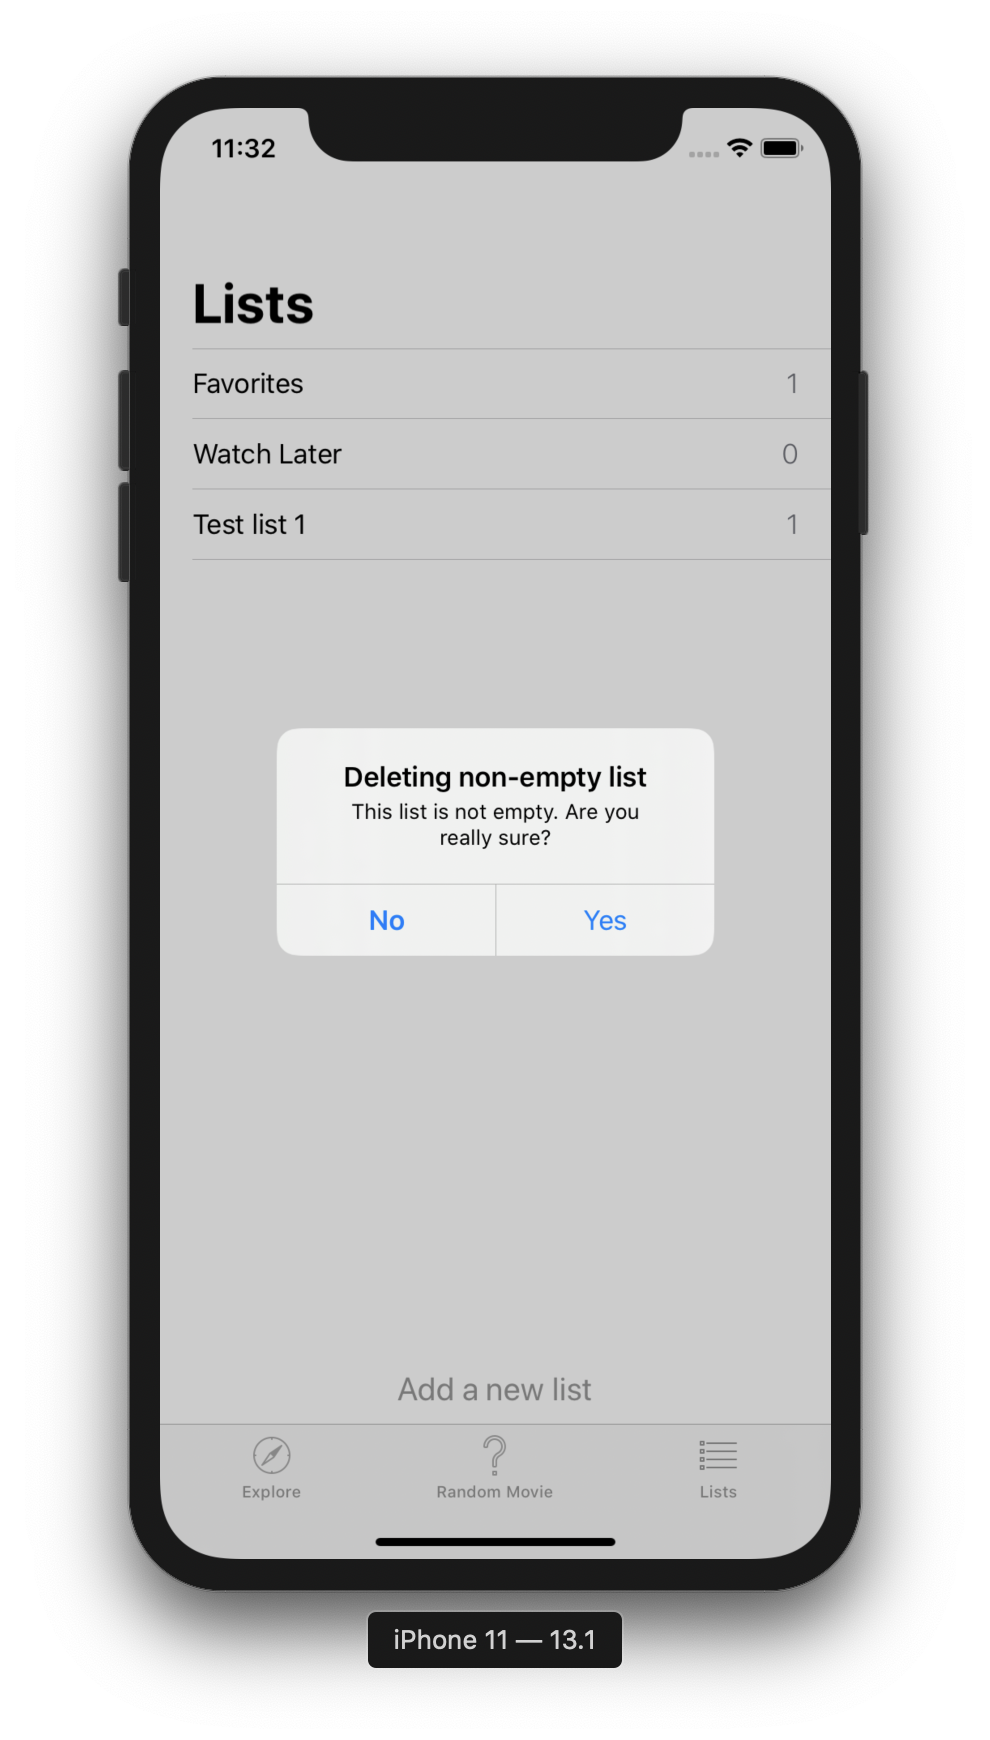 11:32
Lists
Favorites 1
Watch Later 0
Test list 1 1
Deleting non-empty list
This list is not empty. Are you
really sure?
No Yes
Add a new list
Explore Random Movie Lists
iPhone 11 — 13.1